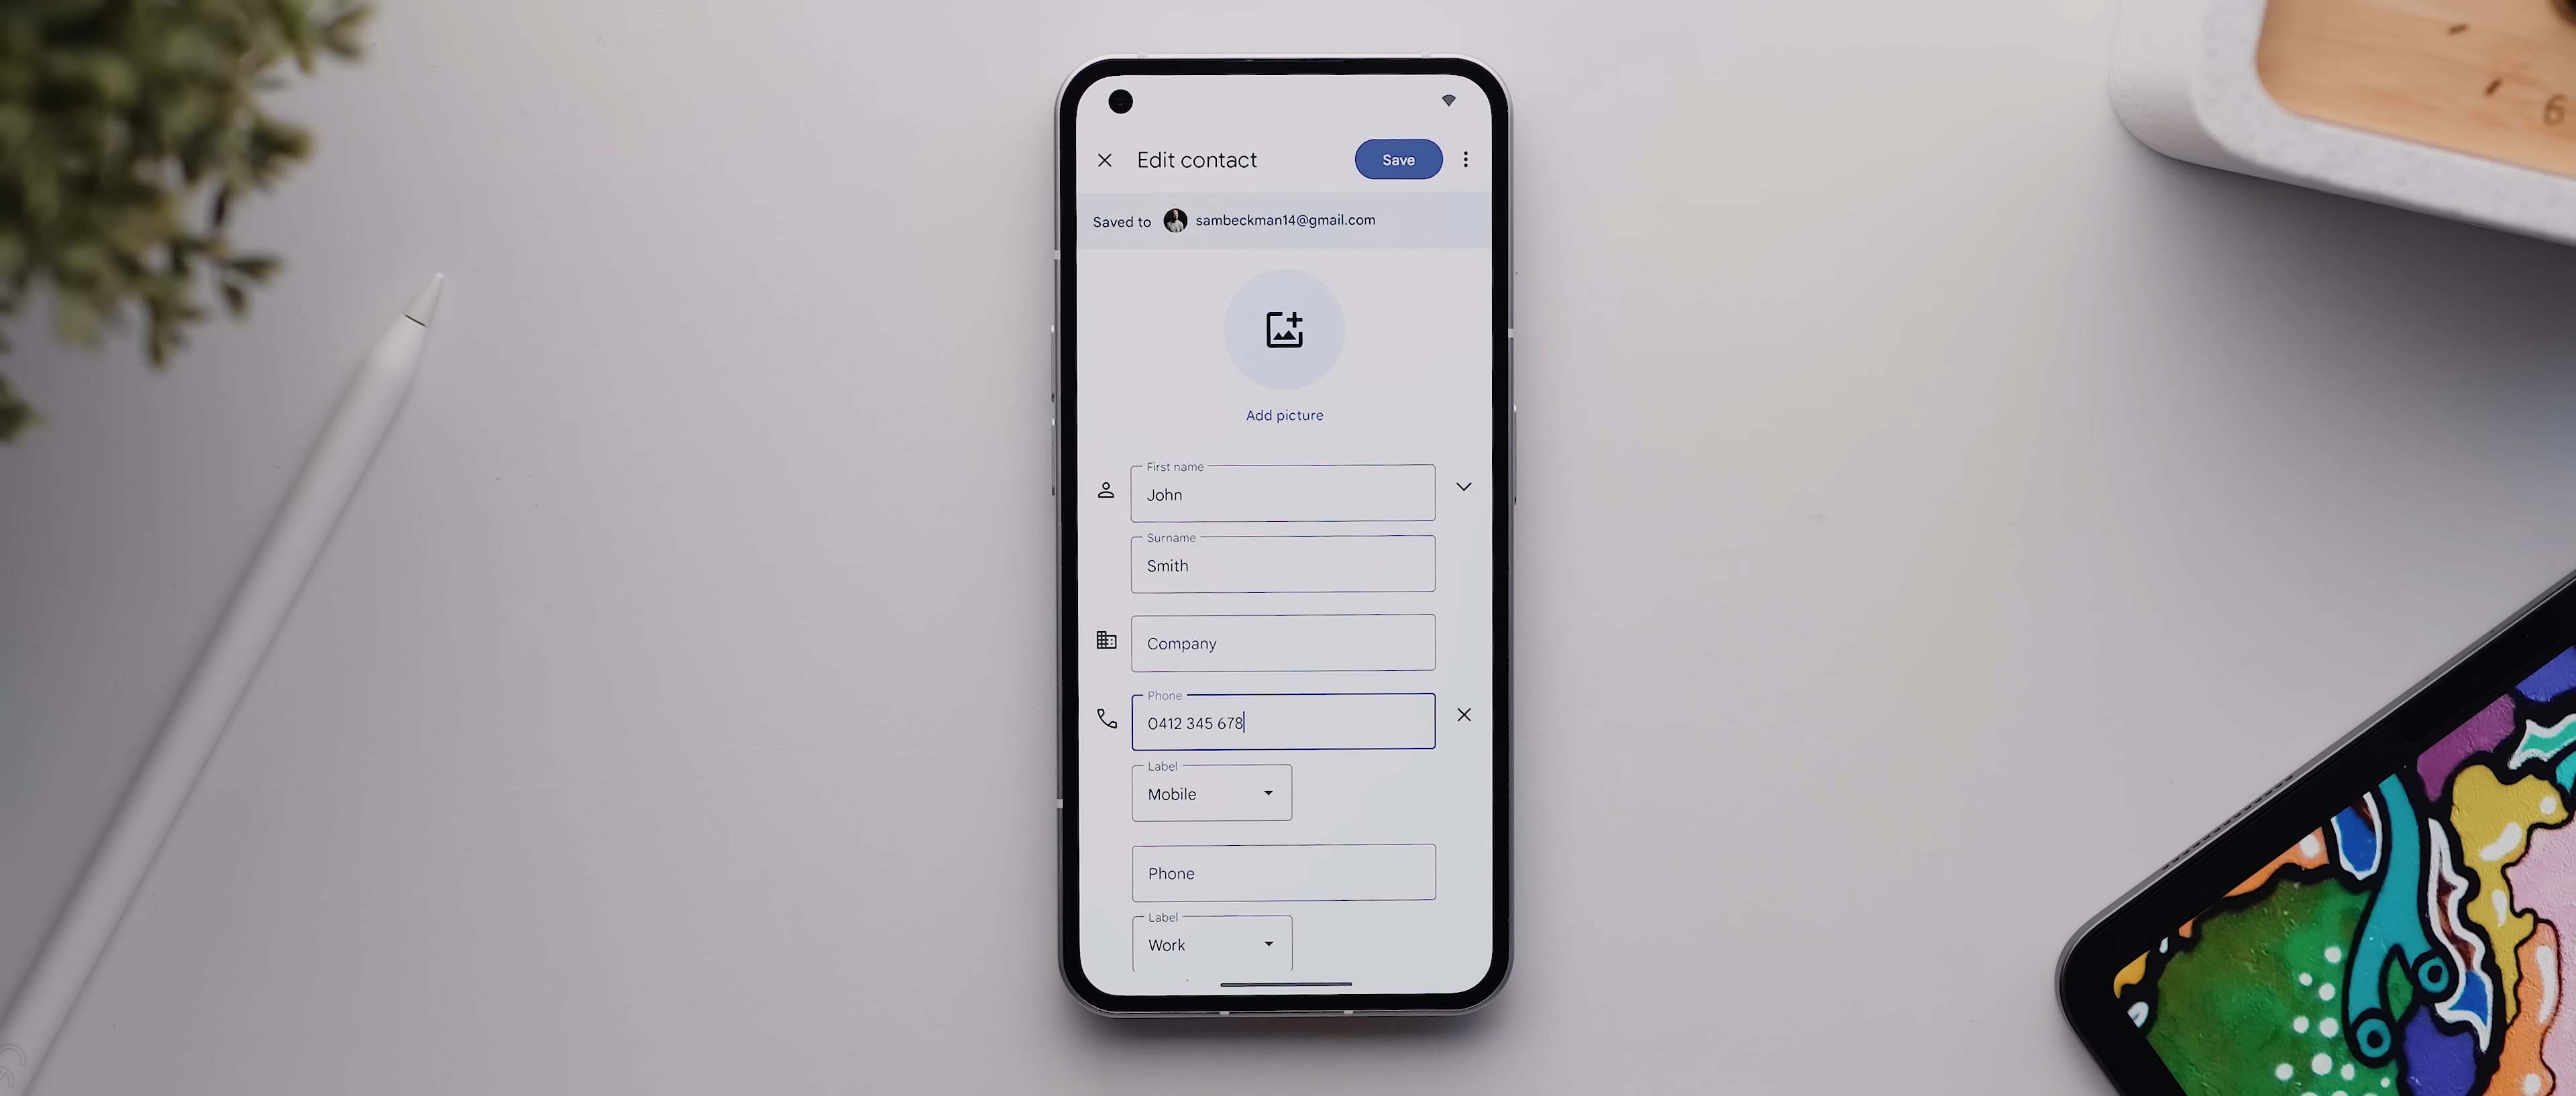 Edit contact
Save
Saved to sambeckman14@gmail.com
Add picture
First name
John
Surname
Smith
Company
Phone
0412 345 678
Label
Mobile
Phone
Label
Work
6